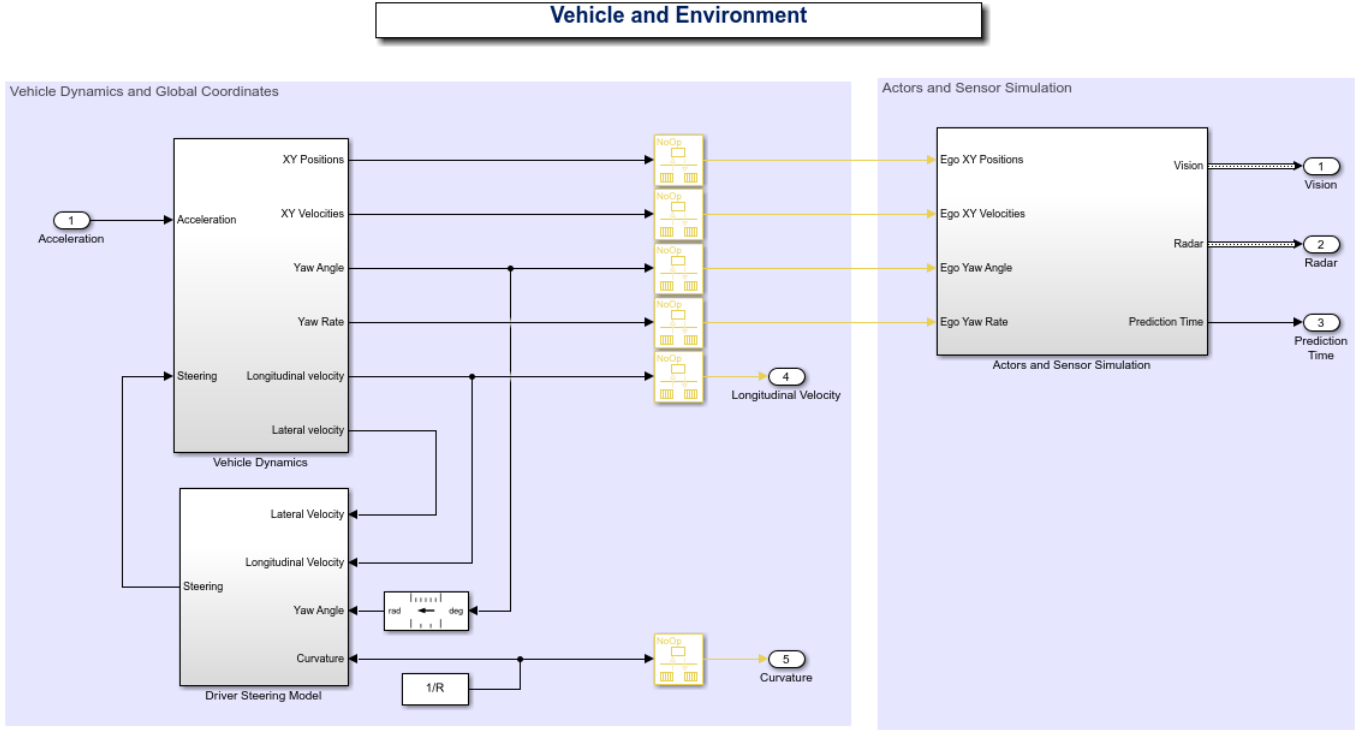 Vehicle and Environment
Vehicle Dynamics and Global Coordinates
1
Acceleration
Acceleration
Steering
XY Positions
XY Velocities
Yaw Angle
Yaw Rate
Longitudinal velocity
Lateral velocity
Vehicle Dynamics
NoOp
NoOp
NoOp
NoOp
NoOp
4
Longitudinal Velocity
Steering
Lateral Velocity
Longitudinal Velocity
Yaw Angle
Curvature
Driver Steering Model
rad
deg
1/R
NoOp
5
Curvature
Actors and Sensor Simulation
Ego XY Positions
Ego XY Velocities
Ego Yaw Angle
Ego Yaw Rate
Vision
Radar
Prediction Time
Actors and Sensor Simulation
1
Vision
2
Radar
3
Prediction
Time